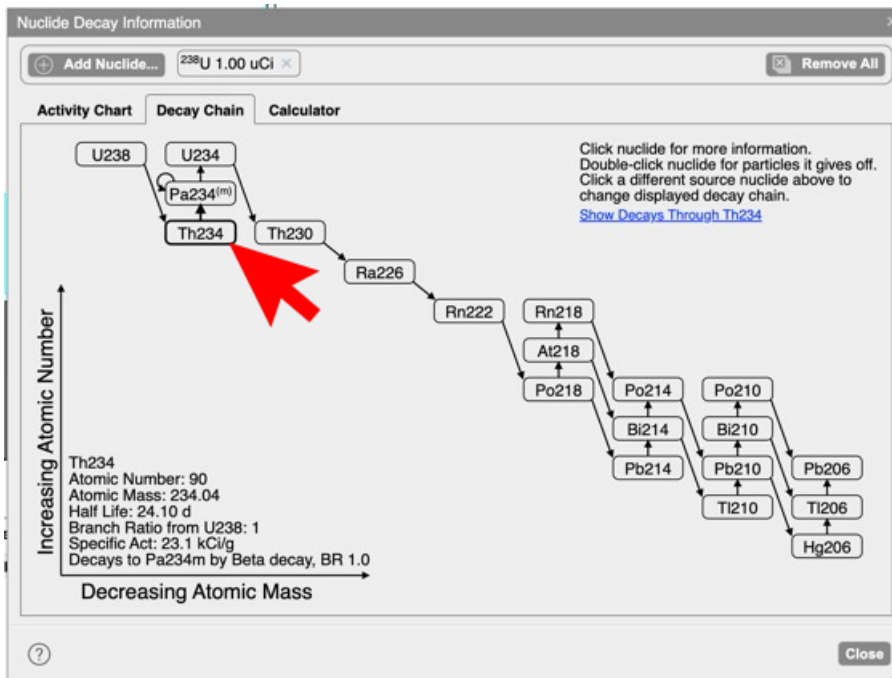 Nuclide Decay Information
Add Nuclide... 238U 1.00 uCi × Remove All
Activity Chart Decay Chain Calculator
U238 U234
Click nuclide for more information.
Double-click nuclide for particles it gives off.
Click a different source nuclide above to
change displayed decay chain.
Show Decays Through Th234
Pa234(m)
Th234 Th230
Ra226
Rn222 Rn218
At218
Po218 Po214 Po210
Bi214 Bi210
Pb214 Pb210 Pb206
Tl210 Tl206
Hg206
Increasing Atomic Number
Th234
Atomic Number: 90
Atomic Mass: 234.04
Half Life: 24.10 d
Branch Ratio from U238: 1
Specific Act: 23.1 kCi/g
Decays to Pa234m by Beta decay, BR 1.0
Decreasing Atomic Mass
? Close